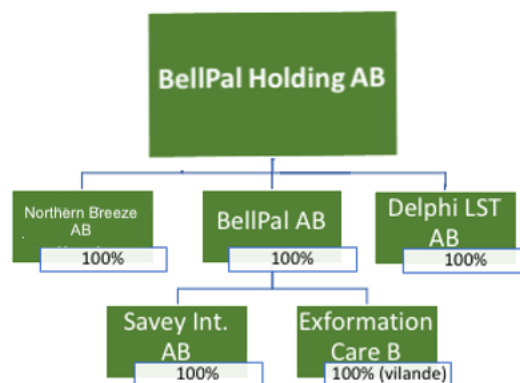 BellPal Holding AB
Northern Breeze
AB
100%
BellPal AB
100%
Delphi LST
AB
100%
Savey Int.
AB
100%
Exformation
Care B
100% (vilande)